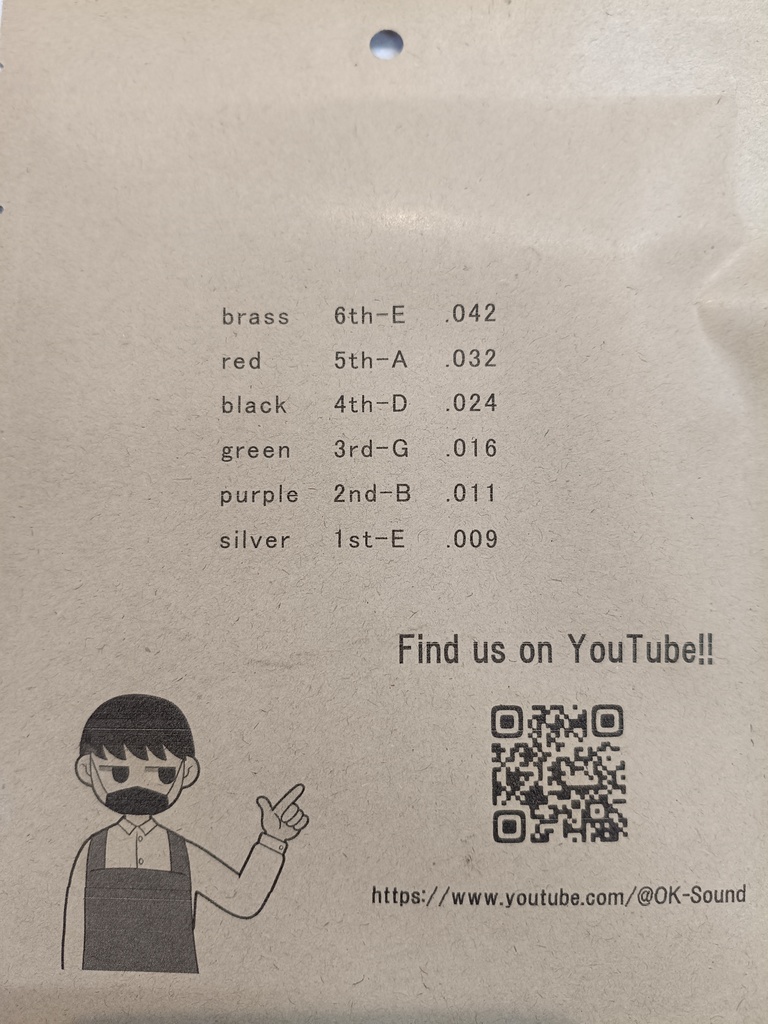 brass 6th-E .042
red 5th-A .032
black 4th-D .024
green 3rd-G .016
purple 2nd-B .011
silver 1st-E .009
Find us on YouTube!!
https://www.youtube.com/@OK-Sound